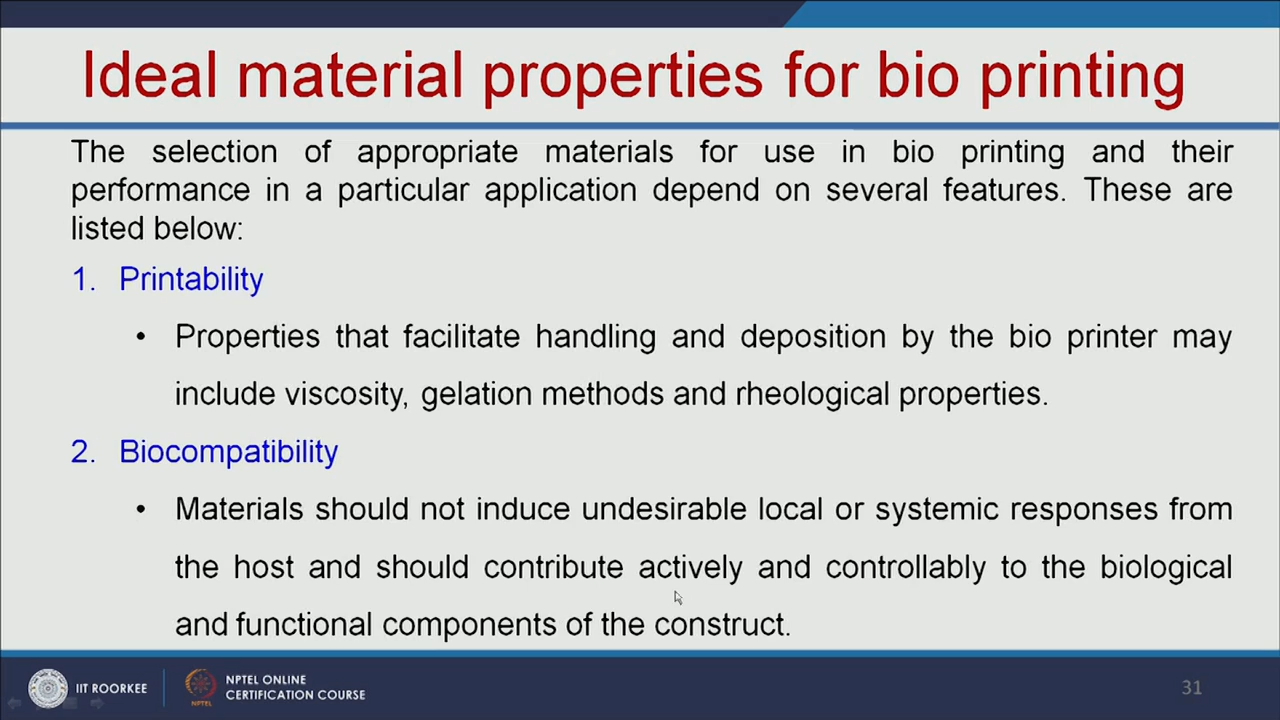 Ideal material properties for bio printing
The selection of appropriate materials for use in bio printing and their
performance in a particular application depend on several features. These are
listed below:
1. Printability
• Properties that facilitate handling and deposition by the bio printer may
include viscosity, gelation methods and rheological properties.
2. Biocompatibility
• Materials should not induce undesirable local or systemic responses from
the host and should contribute actively and controllably to the biological
and functional components of the construct.
IIT ROORKEE
NPTEL
NPTEL ONLINE
CERTIFICATION COURSE
31